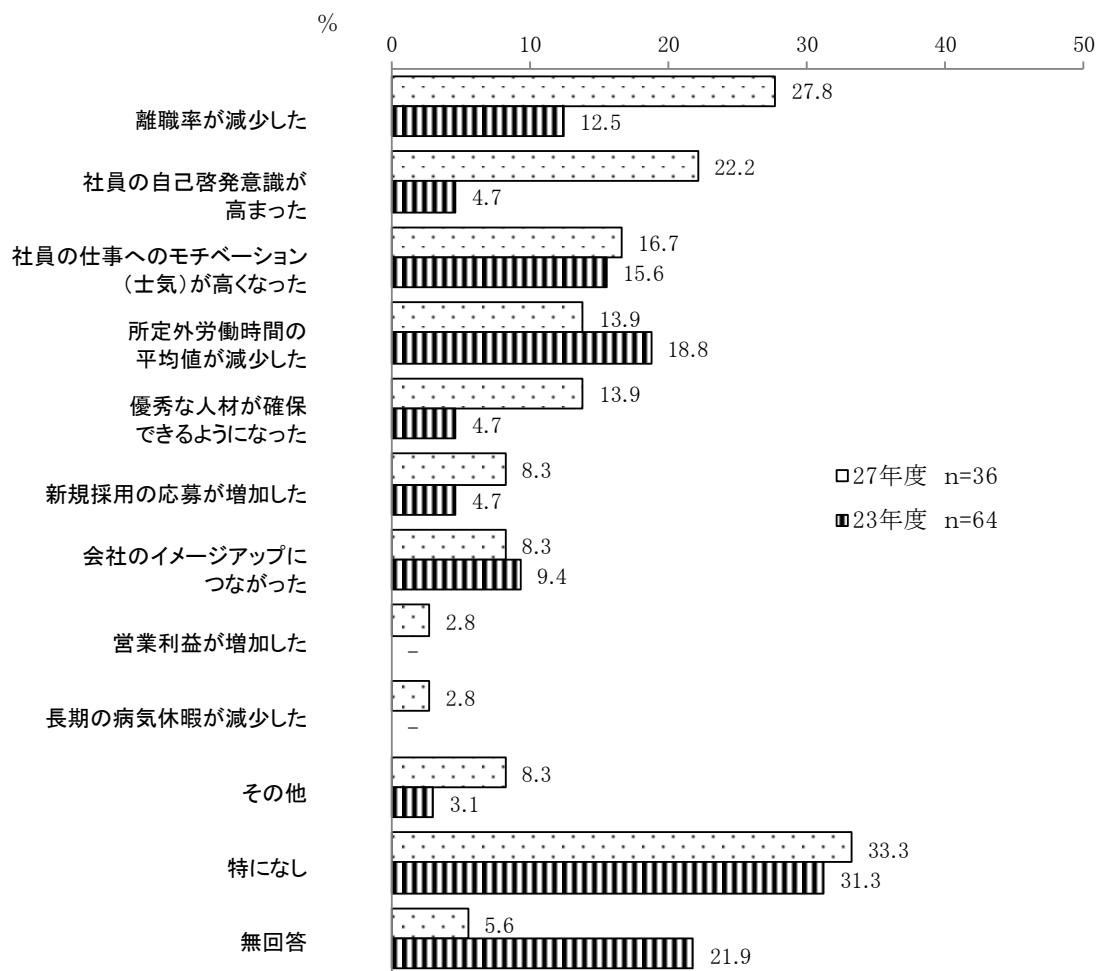 %
0 10 20 30 40 50
離職率が減少した
27.8
12.5
社員の自己啓発意識が
高まった
22.2
4.7
社員の仕事へのモチベーション
（士気）が高くなった
16.7
15.6
所定外労働時間の
平均値が減少した
13.9
18.8
優秀な人材が確保
できるようになった
13.9
4.7
新規採用の応募が増加した
8.3
4.7
会社のイメージアップに
つながった
8.3
9.4
営業利益が増加した
2.8
–
長期の病気休暇が減少した
2.8
–
その他
8.3
3.1
特になし
33.3
31.3
無回答
5.6
21.9
27年度 n=36
23年度 n=64